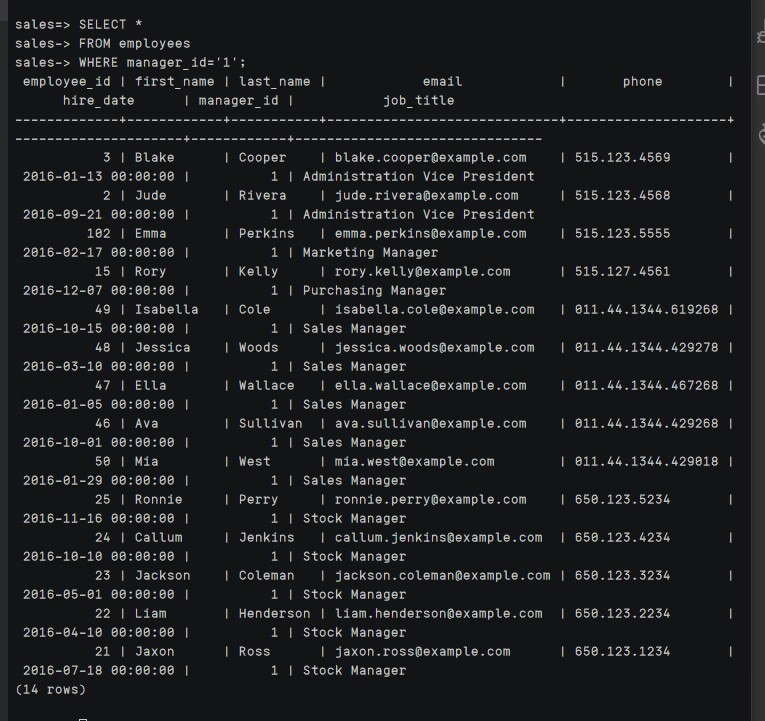 sales=> SELECT *
sales-> FROM employees
sales-> WHERE manager_id='1';
 employee_id | first_name | last_name |            email              |       phone        |
      hire_date      | manager_id |           job_title
-------------+------------+-----------+-------------------------------+--------------------+
---------------------+------------+-------------------------------
           3 | Blake      | Cooper    | blake.cooper@example.com      | 515.123.4569       |
 2016-01-13 00:00:00 |          1 | Administration Vice President
           2 | Jude       | Rivera    | jude.rivera@example.com       | 515.123.4568       |
 2016-09-21 00:00:00 |          1 | Administration Vice President
         102 | Emma       | Perkins   | emma.perkins@example.com      | 515.123.5555       |
 2016-02-17 00:00:00 |          1 | Marketing Manager
          15 | Rory       | Kelly     | rory.kelly@example.com        | 515.127.4561       |
 2016-12-07 00:00:00 |          1 | Purchasing Manager
          49 | Isabella   | Cole      | isabella.cole@example.com     | 011.44.1344.619268 |
 2016-10-15 00:00:00 |          1 | Sales Manager
          48 | Jessica    | Woods     | jessica.woods@example.com     | 011.44.1344.429278 |
 2016-03-10 00:00:00 |          1 | Sales Manager
          47 | Ella       | Wallace   | ella.wallace@example.com      | 011.44.1344.467268 |
 2016-01-05 00:00:00 |          1 | Sales Manager
          46 | Ava        | Sullivan  | ava.sullivan@example.com      | 011.44.1344.429268 |
 2016-10-01 00:00:00 |          1 | Sales Manager
          50 | Mia        | West      | mia.west@example.com          | 011.44.1344.429018 |
 2016-01-29 00:00:00 |          1 | Sales Manager
          25 | Ronnie     | Perry     | ronnie.perry@example.com      | 650.123.5234       |
 2016-11-16 00:00:00 |          1 | Stock Manager
          24 | Callum     | Jenkins   | callum.jenkins@example.com    | 650.123.4234       |
 2016-10-10 00:00:00 |          1 | Stock Manager
          23 | Jackson    | Coleman   | jackson.coleman@example.com   | 650.123.3234       |
 2016-05-01 00:00:00 |          1 | Stock Manager
          22 | Liam       | Henderson | liam.henderson@example.com    | 650.123.2234       |
 2016-04-10 00:00:00 |          1 | Stock Manager
          21 | Jaxon      | Ross      | jaxon.ross@example.com        | 650.123.1234       |
 2016-07-18 00:00:00 |          1 | Stock Manager
(14 rows)